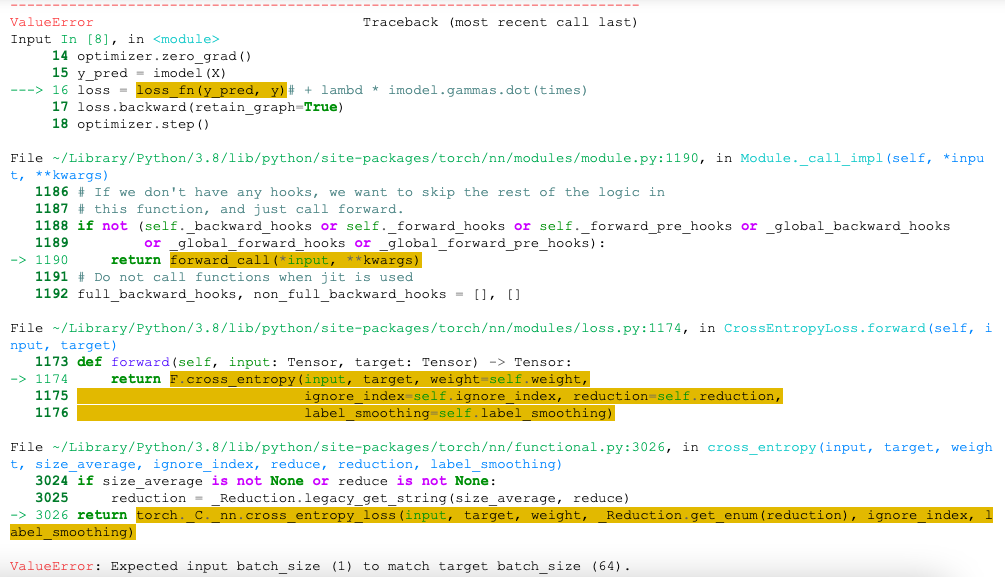 ---------------------------------------------------------------------------
ValueError                                Traceback (most recent call last)
Input In [8], in <module>
     14 optimizer.zero_grad()
     15 y_pred = imodel(X)
---> 16 loss = loss_fn(y_pred, y)# + lambd * imodel.gammas.dot(times)
     17 loss.backward(retain_graph=True)
     18 optimizer.step()
File ~/Library/Python/3.8/lib/python/site-packages/torch/nn/modules/module.py:1190, in Module._call_impl(self, *inpu
t, **kwargs)
   1186 # If we don't have any hooks, we want to skip the rest of the logic in
   1187 # this function, and just call forward.
   1188 if not (self._backward_hooks or self._forward_hooks or self._forward_pre_hooks or _global_backward_hooks
   1189         or _global_forward_hooks or _global_forward_pre_hooks):
-> 1190     return forward_call(*input, **kwargs)
   1191 # Do not call functions when jit is used
   1192 full_backward_hooks, non_full_backward_hooks = [], []
File ~/Library/Python/3.8/lib/python/site-packages/torch/nn/modules/loss.py:1174, in CrossEntropyLoss.forward(self, i
nput, target)
   1173 def forward(self, input: Tensor, target: Tensor) -> Tensor:
-> 1174     return F.cross_entropy(input, target, weight=self.weight,
   1175                            ignore_index=self.ignore_index, reduction=self.reduction,
   1176                            label_smoothing=self.label_smoothing)
File ~/Library/Python/3.8/lib/python/site-packages/torch/nn/functional.py:3026, in cross_entropy(input, target, weigh
t, size_average, ignore_index, reduce, reduction, label_smoothing)
   3024 if size_average is not None or reduce is not None:
   3025     reduction = _Reduction.legacy_get_string(size_average, reduce)
-> 3026 return torch._C._nn.cross_entropy_loss(input, target, weight, _Reduction.get_enum(reduction), ignore_index, l
abel_smoothing)
ValueError: Expected input batch_size (1) to match target batch_size (64).